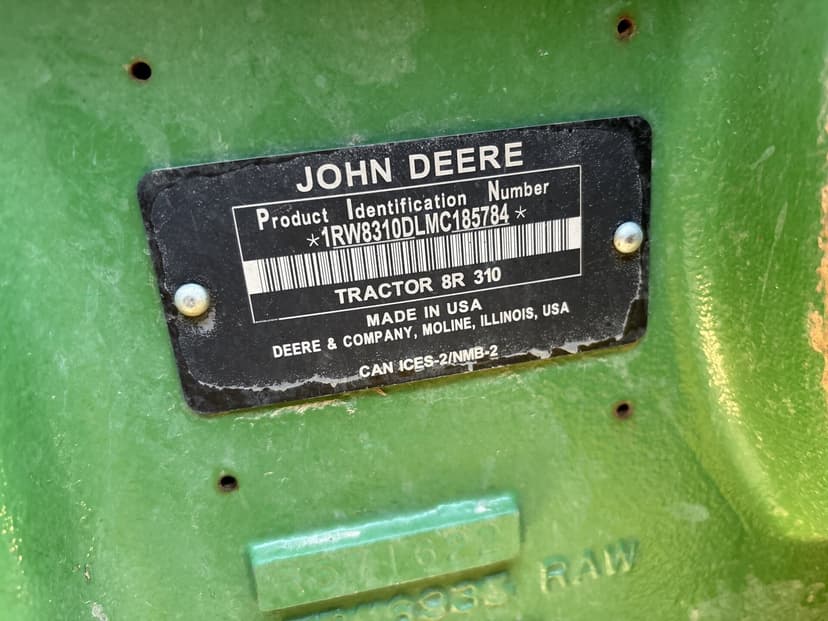 JOHN DEERE
Product Identification Number
*1RW8310DLMC185784*
TRACTOR 8R 310
MADE IN USA
DEERE & COMPANY, MOLINE, ILLINOIS, USA
CAN ICES-2/NMB-2
RAW